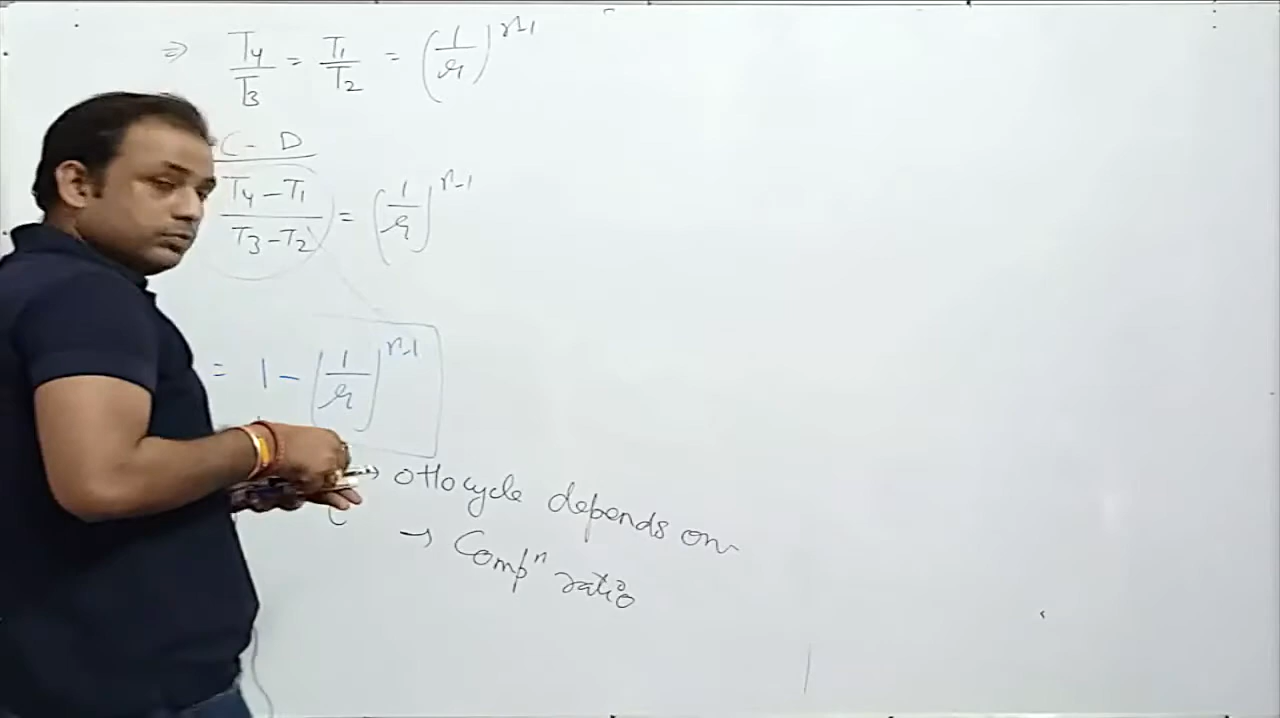 ⇒ T4/T3 = T1/T2 = (1/r)^γ-1
C - D
T4 - T1 / T3 - T2 = (1/r)^γ-1
= 1 - (1/r)^γ-1
→ otto cycle depends on
→ Compⁿ ratio